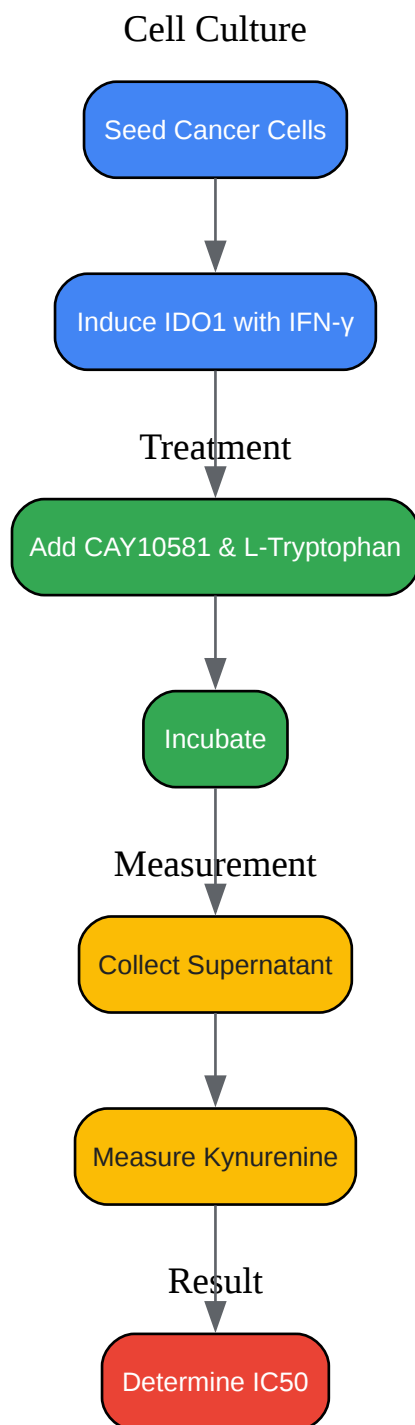 Cell Culture
Seed Cancer Cells
Induce IDO1 with IFN-γ
Treatment
Add CAY10581 & L-Tryptophan
Incubate
Measurement
Collect Supernatant
Measure Kynurenine
Result
Determine IC50